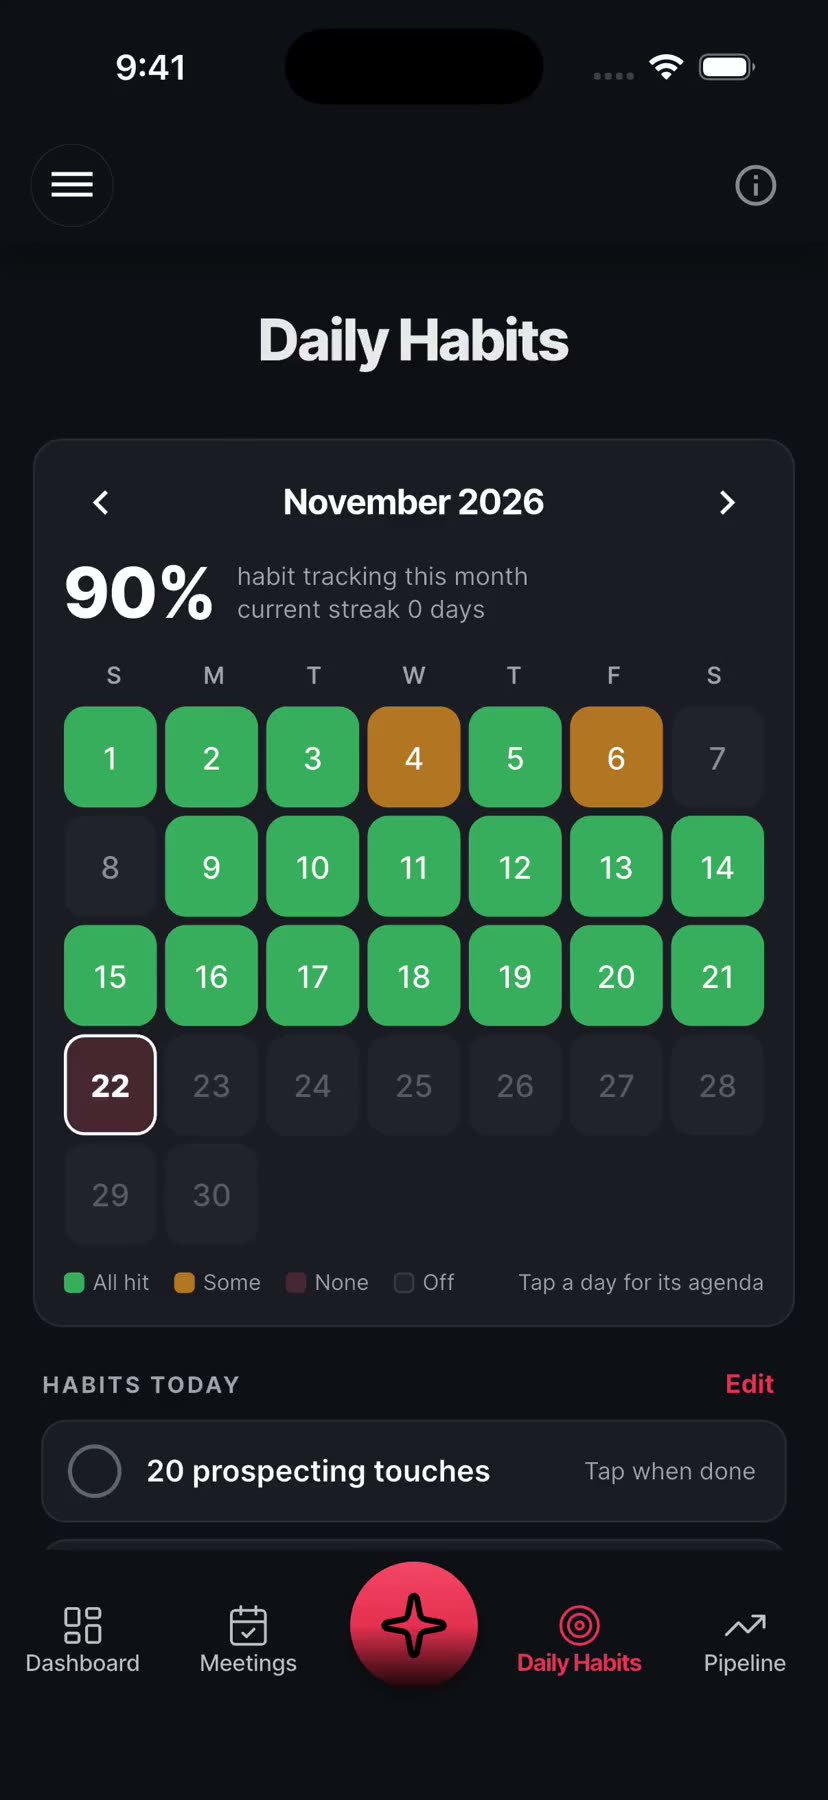 9:41
Daily Habits
November 2026
90%
habit tracking this month
current streak 0 days
S M T W T F S
1 2 3 4 5 6 7
8 9 10 11 12 13 14
15 16 17 18 19 20 21
22 23 24 25 26 27 28
29 30
All hit Some None Off Tap a day for its agenda
HABITS TODAY Edit
20 prospecting touches Tap when done
Dashboard Meetings Daily Habits Pipeline